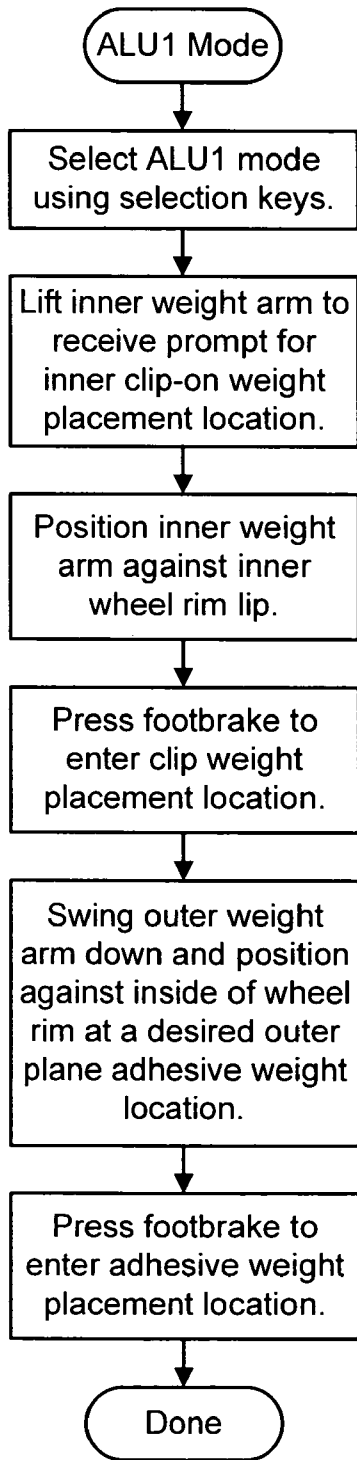 ALU1 Mode
Select ALU1 mode
using selection keys.
Lift inner weight arm to
receive prompt for
inner clip-on weight
placement location.
Position inner weight
arm against inner
wheel rim lip.
Press footbrake to
enter clip weight
placement location.
Swing outer weight
arm down and position
against inside of wheel
rim at a desired outer
plane adhesive weight
location.
Press footbrake to
enter adhesive weight
placement location.
Done